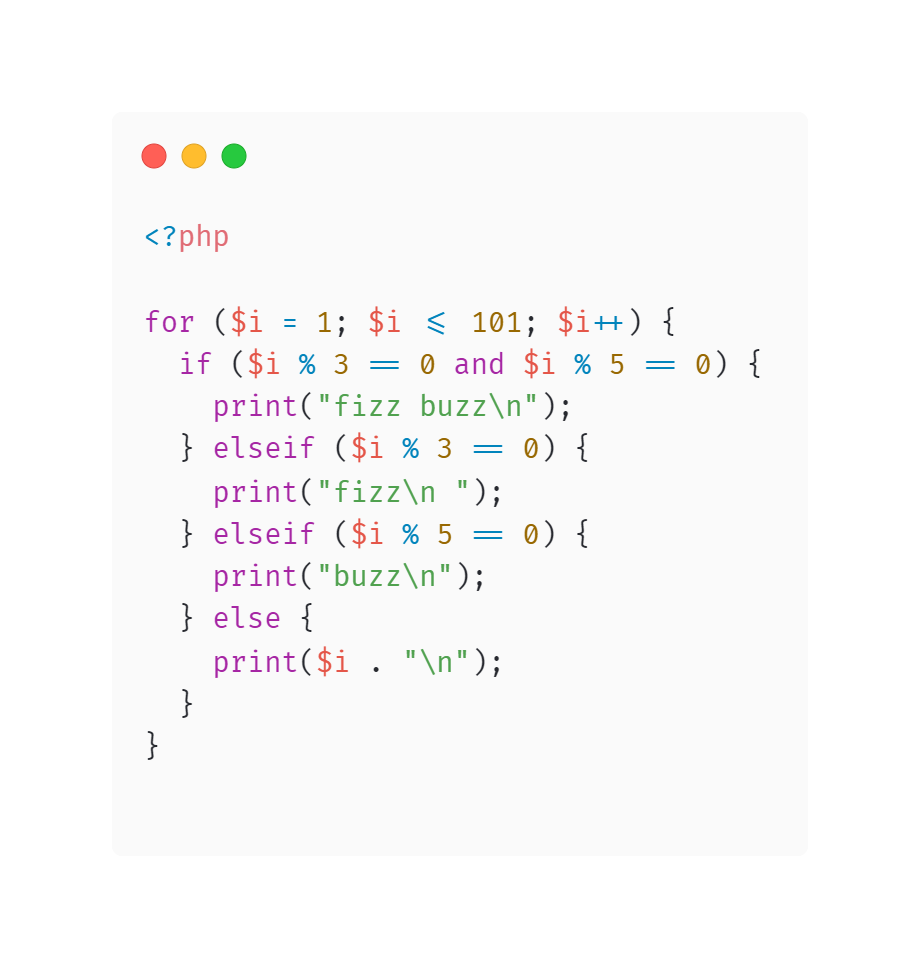 <?php

for ($i = 1; $i <= 101; $i++) {
  if ($i % 3 == 0 and $i % 5 == 0) {
    print("fizz buzz\n");
  } elseif ($i % 3 == 0) {
    print("fizz\n ");
  } elseif ($i % 5 == 0) {
    print("buzz\n");
  } else {
    print($i . "\n");
  }
}